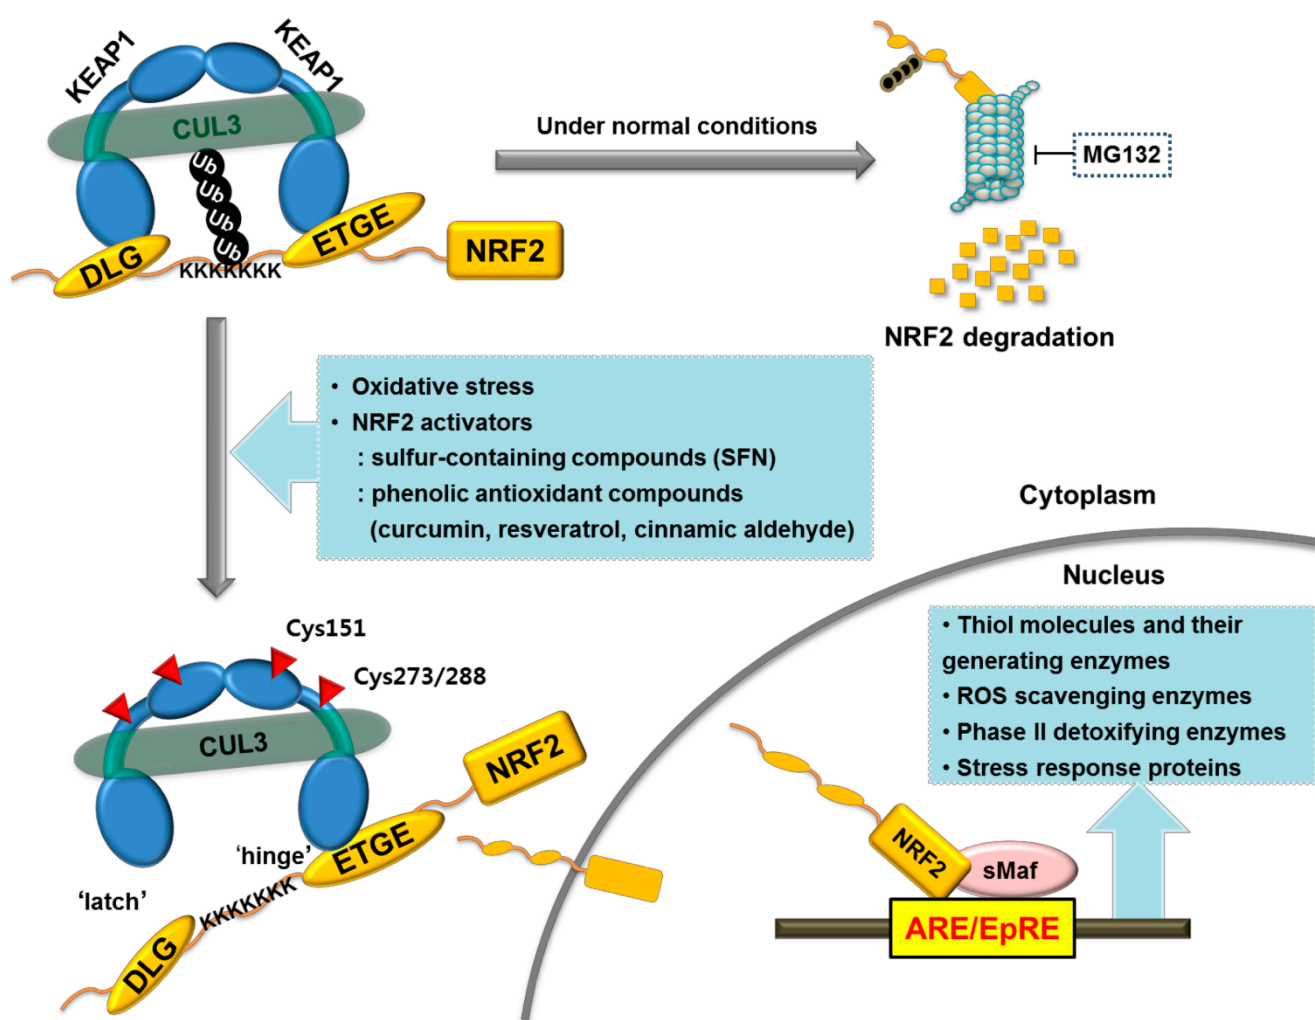 KEAP1
KEAP1
CUL3
Ub
Ub
Ub
Ub
KKKKKKK
DLG
ETGE
NRF2
Under normal conditions
MG132
NRF2 degradation
• Oxidative stress
• NRF2 activators
: sulfur-containing compounds (SFN)
: phenolic antioxidant compounds
(curcumin, resveratrol, cinnamic aldehyde)
Cytoplasm
Nucleus
• Thiol molecules and their
generating enzymes
• ROS scavenging enzymes
• Phase II detoxifying enzymes
• Stress response proteins
Cys151
Cys273/288
CUL3
NRF2
ETGE
‘hinge’
‘latch’
KKKKKKK
DLG
NRF2
sMaf
ARE/EpRE